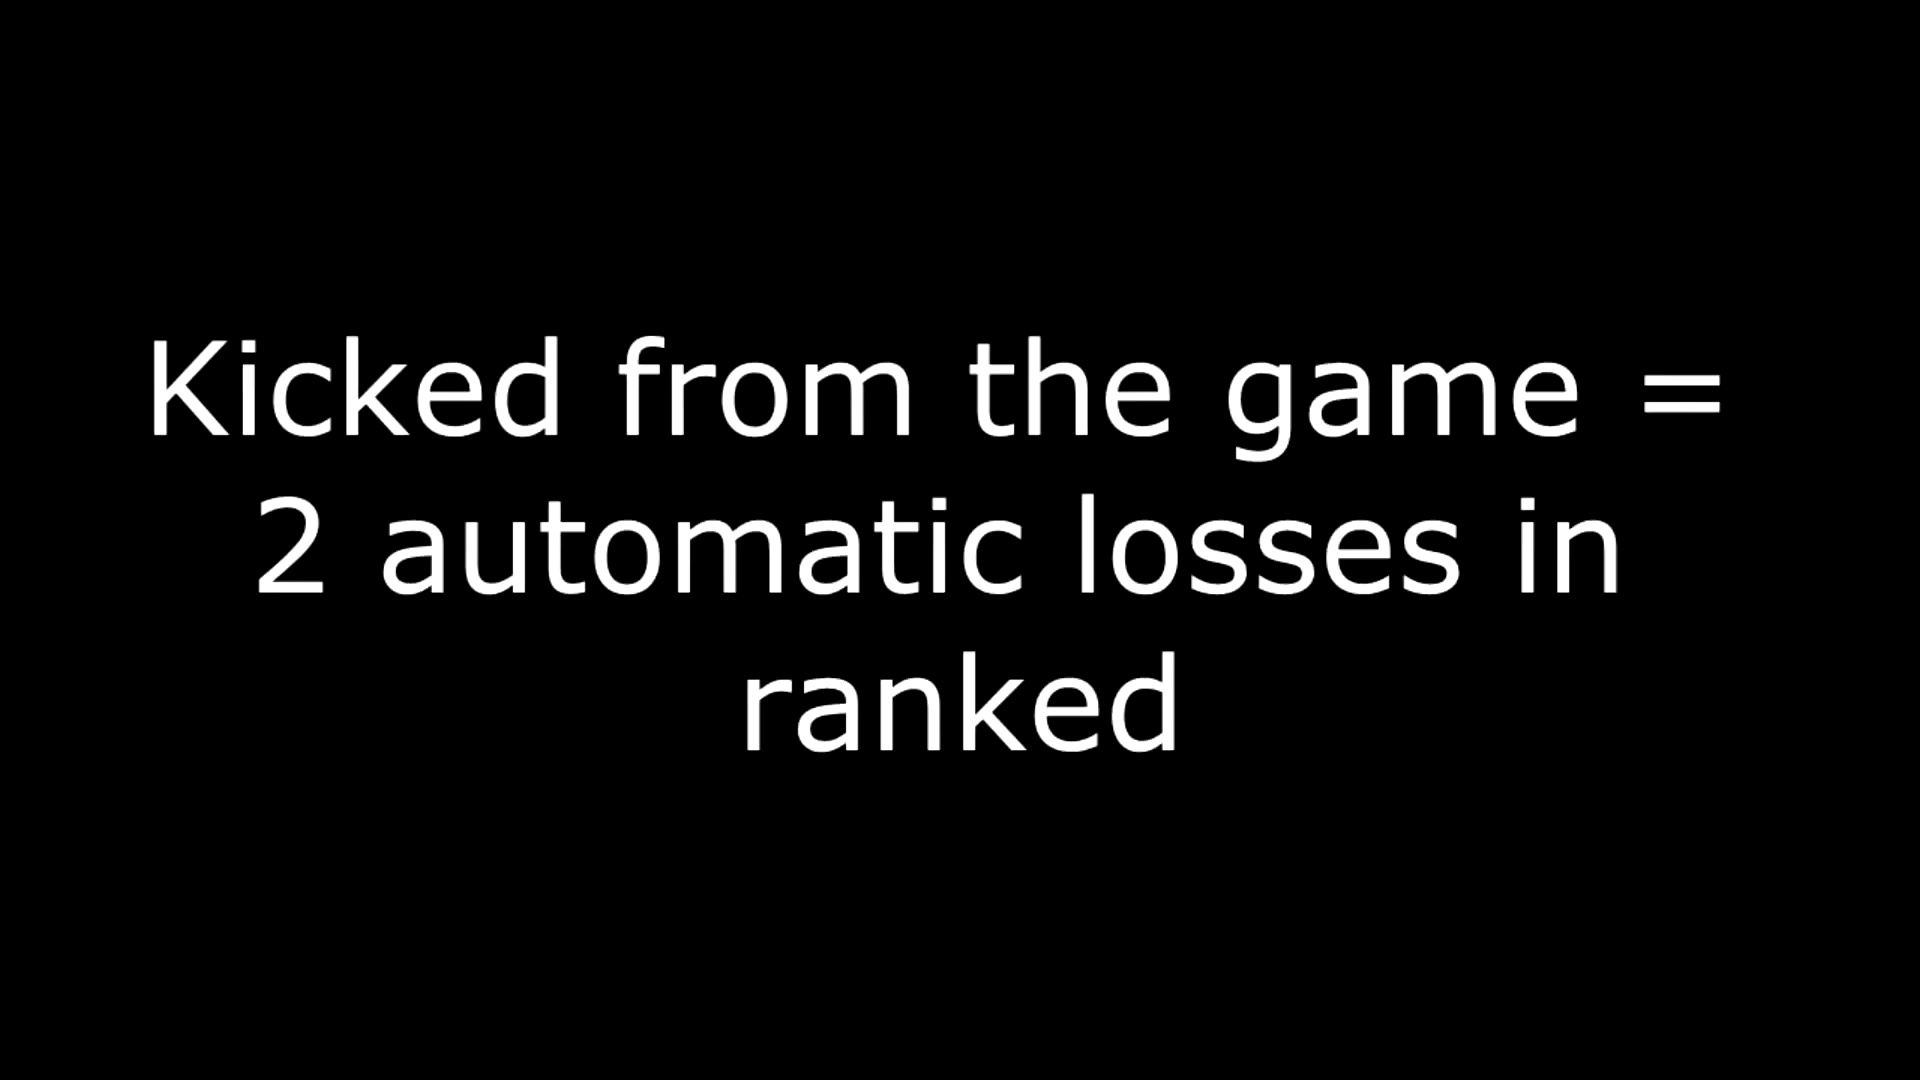 Kicked from the game =
2 automatic losses in
ranked